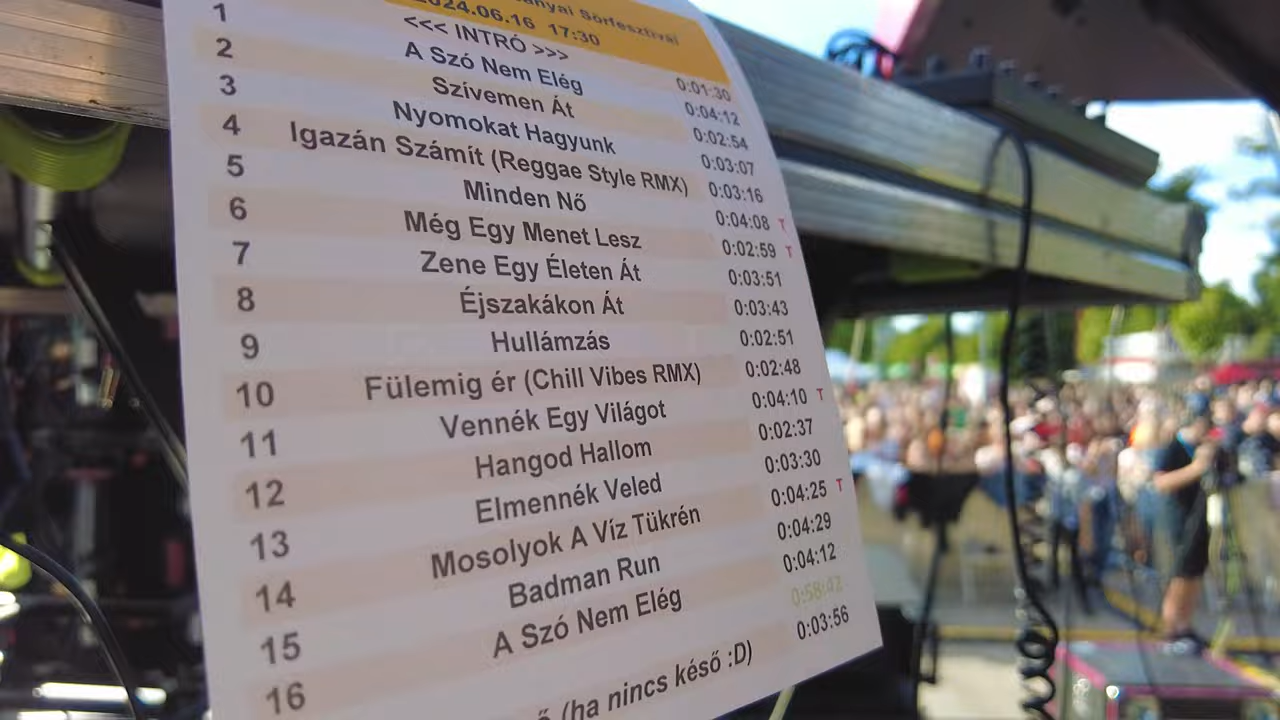 Sörfesztivál
2024.06.16 17:30
<<< INTRÓ >>> 0:01:30
1 A Szó Nem Elég 0:04:12
2 Szívemen Át 0:02:54
3 Nyomokat Hagyunk 0:03:07
4 Igazán Számít (Reggae Style RMX) 0:03:16
5 Minden Nő 0:04:08 T
6 Még Egy Menet Lesz 0:02:59 T
7 Zene Egy Életen Át 0:03:51
8 Éjszakákon Át 0:03:43
9 Hullámzás 0:02:51
10 Fülemig ér (Chill Vibes RMX) 0:02:48
11 Vennék Egy Világot 0:04:10 T
12 Hangod Hallom 0:02:37
13 Elmennék Veled 0:03:30
14 Mosolyok A Víz Tükrén 0:04:25 T
15 Badman Run 0:04:29
16 A Szó Nem Elég 0:04:12
0:58:42
(ha nincs késő :D) 0:03:56